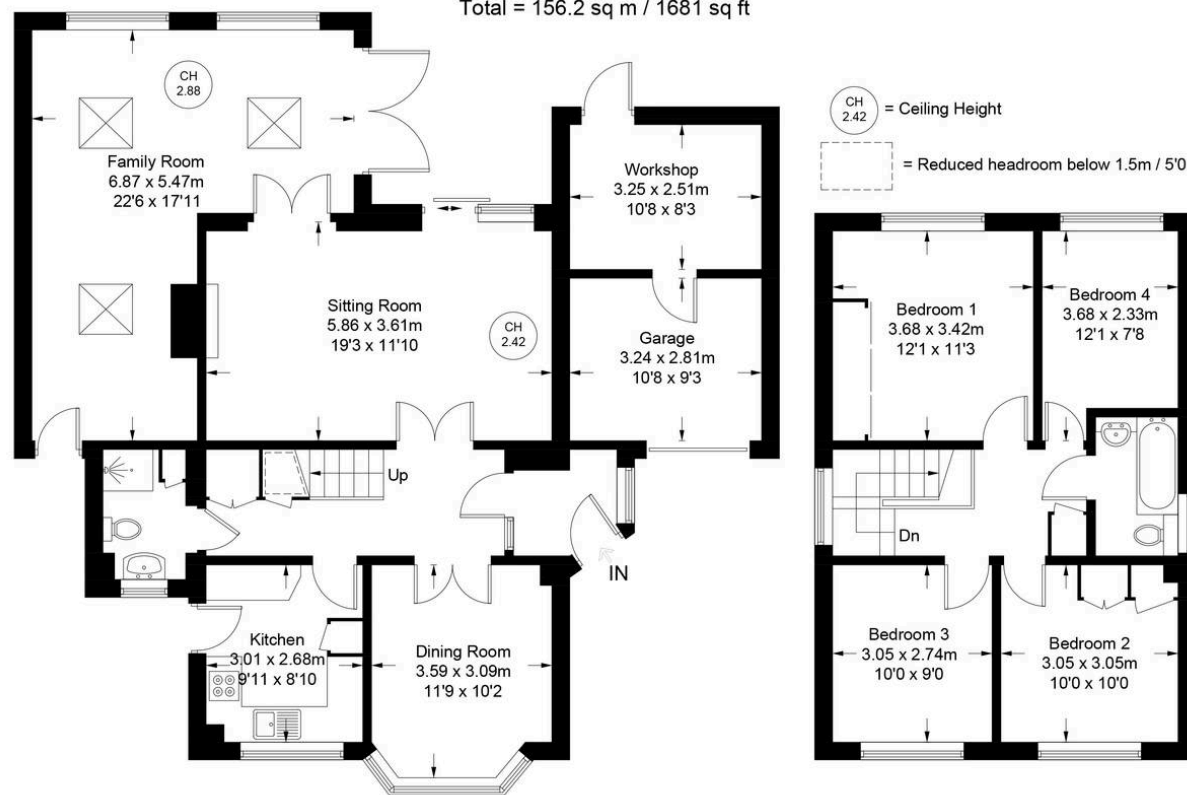 Total = 156.2 sq m / 1681 sq ft
CH
2.88
Family Room
6.87 x 5.47m
22'6 x 17'11
Workshop
3.25 x 2.51m
10'8 x 8'3
CH
2.42
= Ceiling Height
= Reduced headroom below 1.5m / 5'0
Sitting Room
5.86 x 3.61m
19'3 x 11'10
CH
2.42
Garage
3.24 x 2.81m
10'8 x 9'3
Bedroom 1
3.68 x 3.42m
12'1 x 11'3
Bedroom 4
3.68 x 2.33m
12'1 x 7'8
Up
IN
Dn
Kitchen
3.01 x 2.68m
9'11 x 8'10
Dining Room
3.59 x 3.09m
11'9 x 10'2
Bedroom 3
3.05 x 2.74m
10'0 x 9'0
Bedroom 2
3.05 x 3.05m
10'0 x 10'0